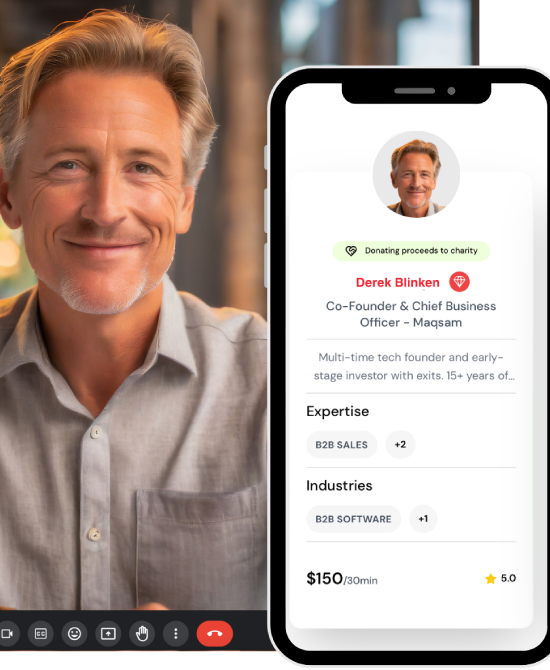 Donating proceeds to charity
Derek Blinken
Co-Founder & Chief Business
Officer - Maqsam
Multi-time tech founder and early-
stage investor with exits. 15+ years of...
Expertise
B2B SALES
+2
Industries
B2B SOFTWARE
+1
$150/30min
5.0
CC